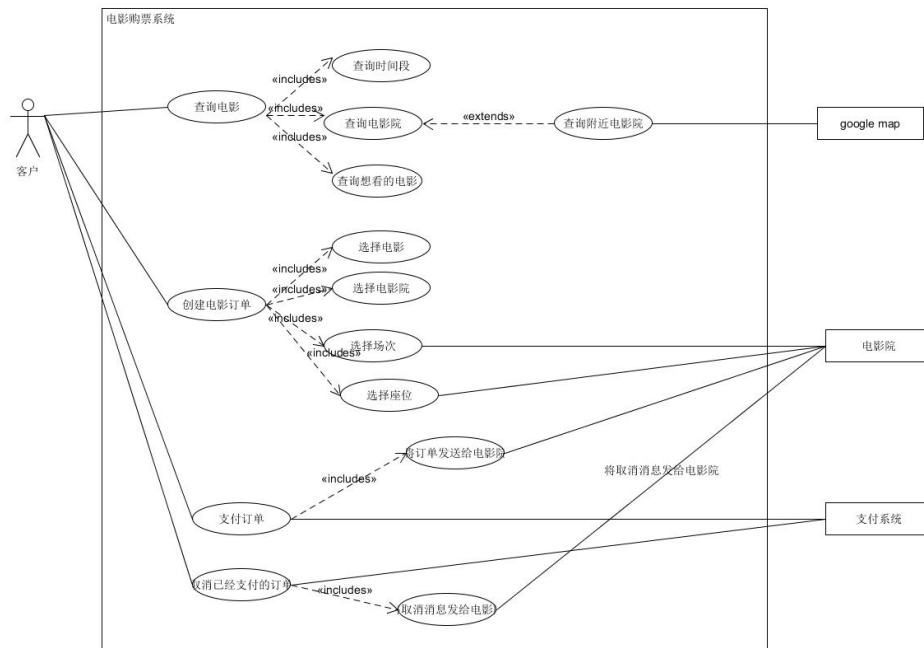 电影购票系统
查询时间段
«includes»
查询电影
«includes»
查询电影院
«extends»
查询附近电影院
google map
«includes»
客户
查询想看的电影
选择电影
«includes»
«includes»
选择电影院
创建电影订单
«includes»
选择场次
«includes»
电影院
选择座位
将订单发送给电影院
将取消消息发给电影院
«includes»
支付订单
支付系统
取消已经支付的订单
«includes»
取消消息发给电影